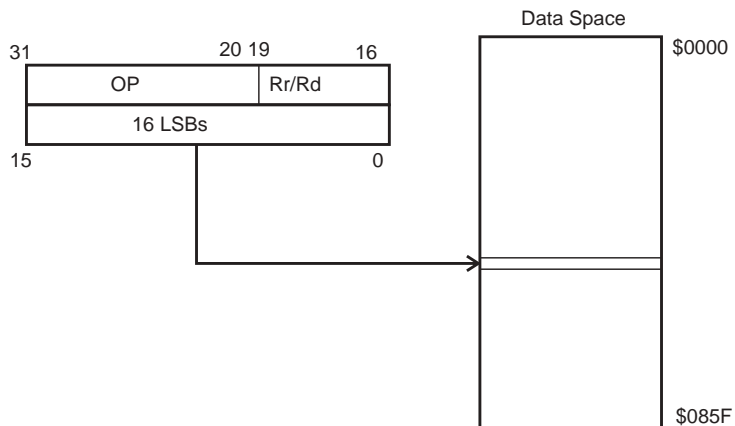 Data Space
31 20 19 16
$0000
OP Rr/Rd
16 LSBs
15 0
$085F